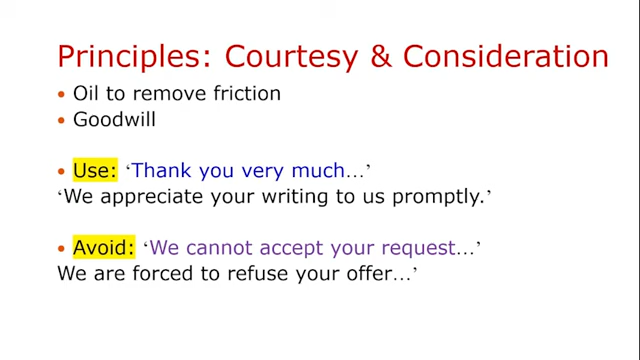 Principles: Courtesy & Consideration
• Oil to remove friction
• Goodwill
• Use: ‘Thank you very much…’
‘We appreciate your writing to us promptly.’
• Avoid: ‘We cannot accept your request…’
We are forced to refuse your offer…’